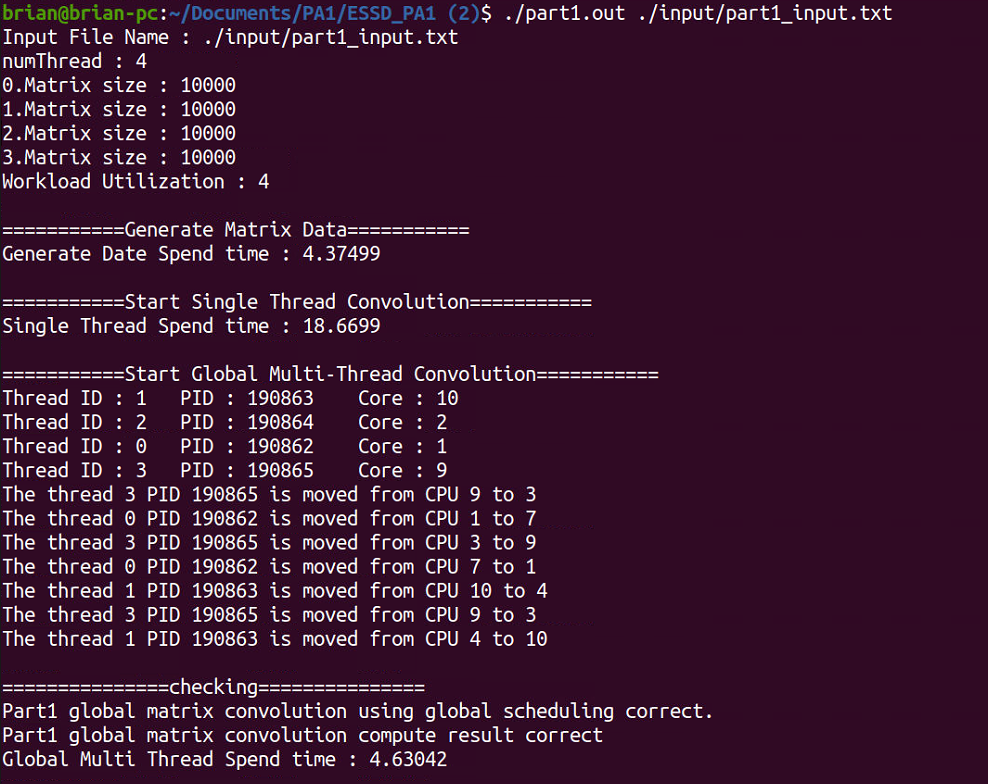 brian@brian-pc:~/Documents/PA1/ESSD_PA1 (2)$ ./part1.out ./input/part1_input.txt
Input File Name : ./input/part1_input.txt
numThread : 4
0.Matrix size : 10000
1.Matrix size : 10000
2.Matrix size : 10000
3.Matrix size : 10000
Workload Utilization : 4
===========Generate Matrix Data===========
Generate Date Spend time : 4.37499
===========Start Single Thread Convolution===========
Single Thread Spend time : 18.6699
===========Start Global Multi-Thread Convolution===========
Thread ID : 1   PID : 190863    Core : 10
Thread ID : 2   PID : 190864    Core : 2
Thread ID : 0   PID : 190862    Core : 1
Thread ID : 3   PID : 190865    Core : 9
The thread 3 PID 190865 is moved from CPU 9 to 3
The thread 0 PID 190862 is moved from CPU 1 to 7
The thread 3 PID 190865 is moved from CPU 3 to 9
The thread 0 PID 190862 is moved from CPU 7 to 1
The thread 1 PID 190863 is moved from CPU 10 to 4
The thread 3 PID 190865 is moved from CPU 9 to 3
The thread 1 PID 190863 is moved from CPU 4 to 10
===============checking===============
Part1 global matrix convolution using global scheduling correct.
Part1 global matrix convolution compute result correct
Global Multi Thread Spend time : 4.63042